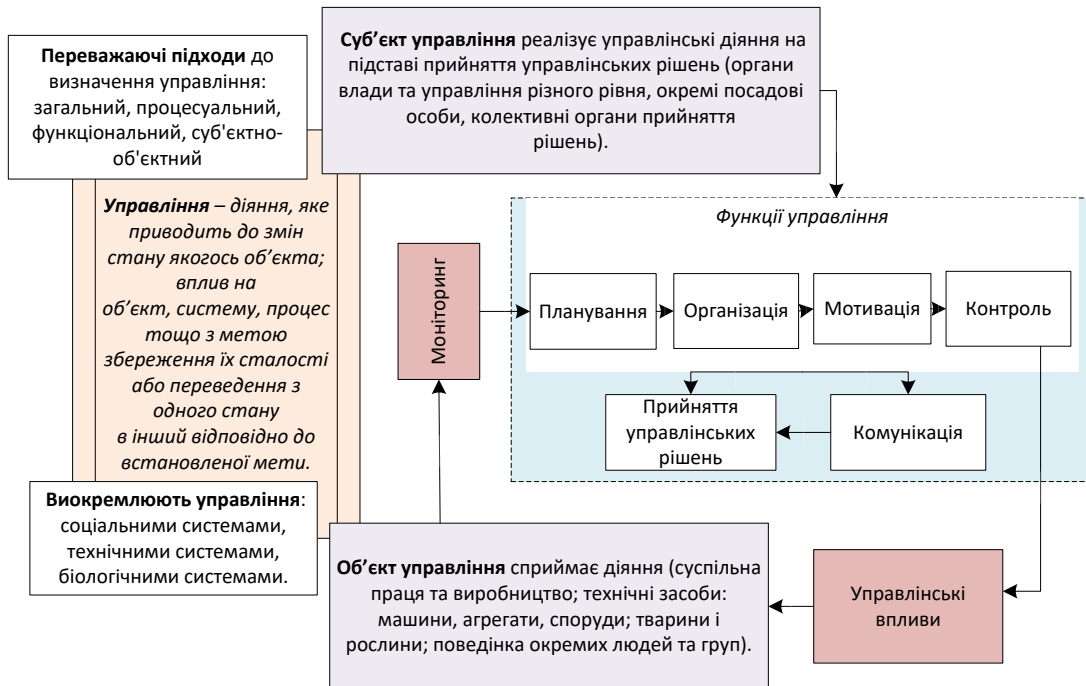 Переважаючі підходи до
визначення управління:
загальний, процесуальний,
функціональний, суб'єктно-
об'єктний
Суб’єкт управління реалізує управлінські діяння на
підставі прийняття управлінських рішень (органи
влади та управління різного рівня, окремі посадові
особи, колективні органи прийняття
рішень).
Управління – діяння, яке
приводить до змін
стану якогось об’єкта;
вплив на
об’єкт, систему, процес
тощо з метою
збереження їх сталості
або переведення з
одного стану
в інший відповідно до
встановленої мети.
Виокремлюють управління:
соціальними системами,
технічними системами,
біологічними системами.
Моніторинг
Функції управління
Планування
Організація
Мотивація
Контроль
Прийняття
управлінських
рішень
Комунікація
Об’єкт управління сприймає діяння (суспільна
праця та виробництво; технічні засоби:
машини, агрегати, споруди; тварини і
рослини; поведінка окремих людей та груп).
Управлінські
впливи